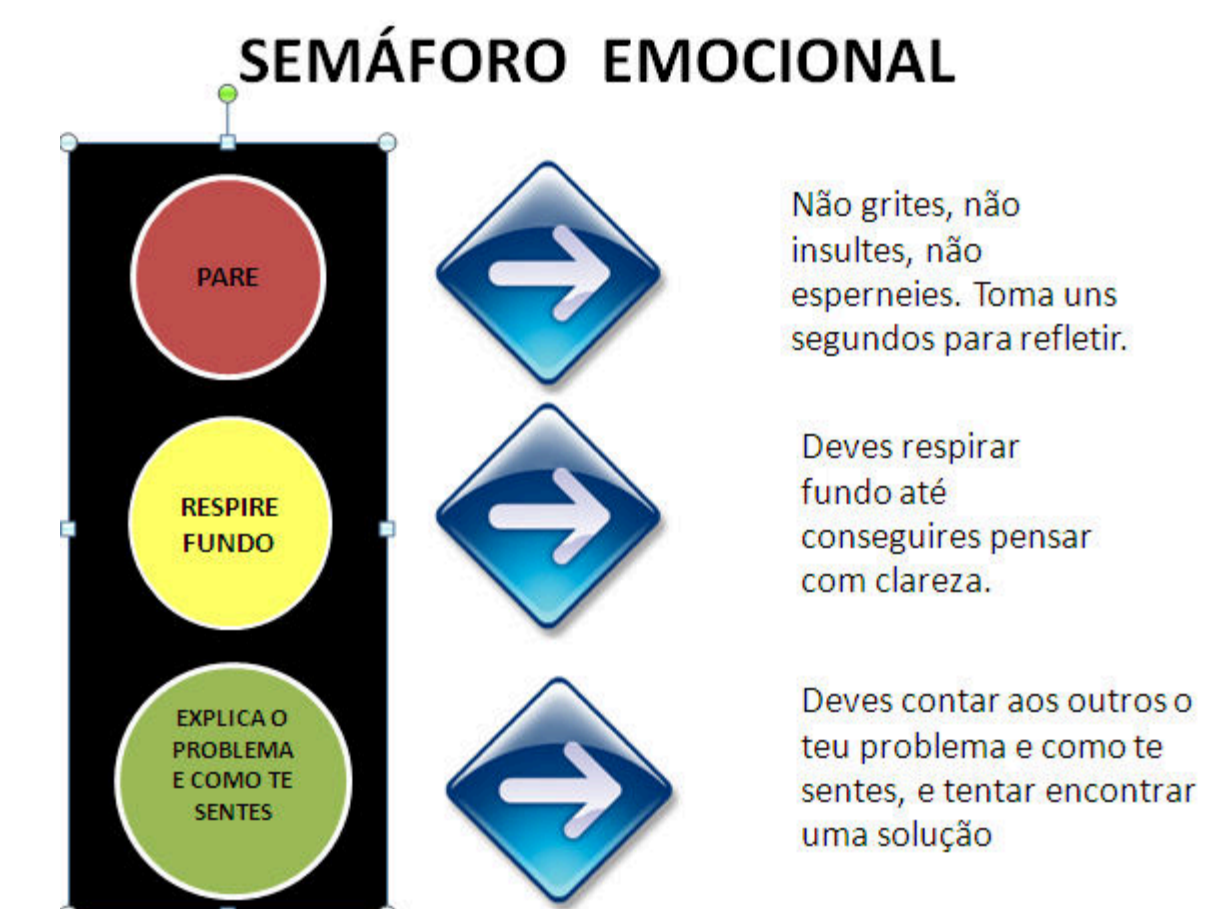 SEMÁFORO EMOCIONAL
PARE
Não grites, não
insultes, não
esperneies. Toma uns
segundos para refletir.
RESPIRE
FUNDO
Deves respirar
fundo até
conseguires pensar
com clareza.
EXPLICA O
PROBLEMA
E COMO TE
SENTES
Deves contar aos outros o
teu problema e como te
sentes, e tentar encontrar
uma solução